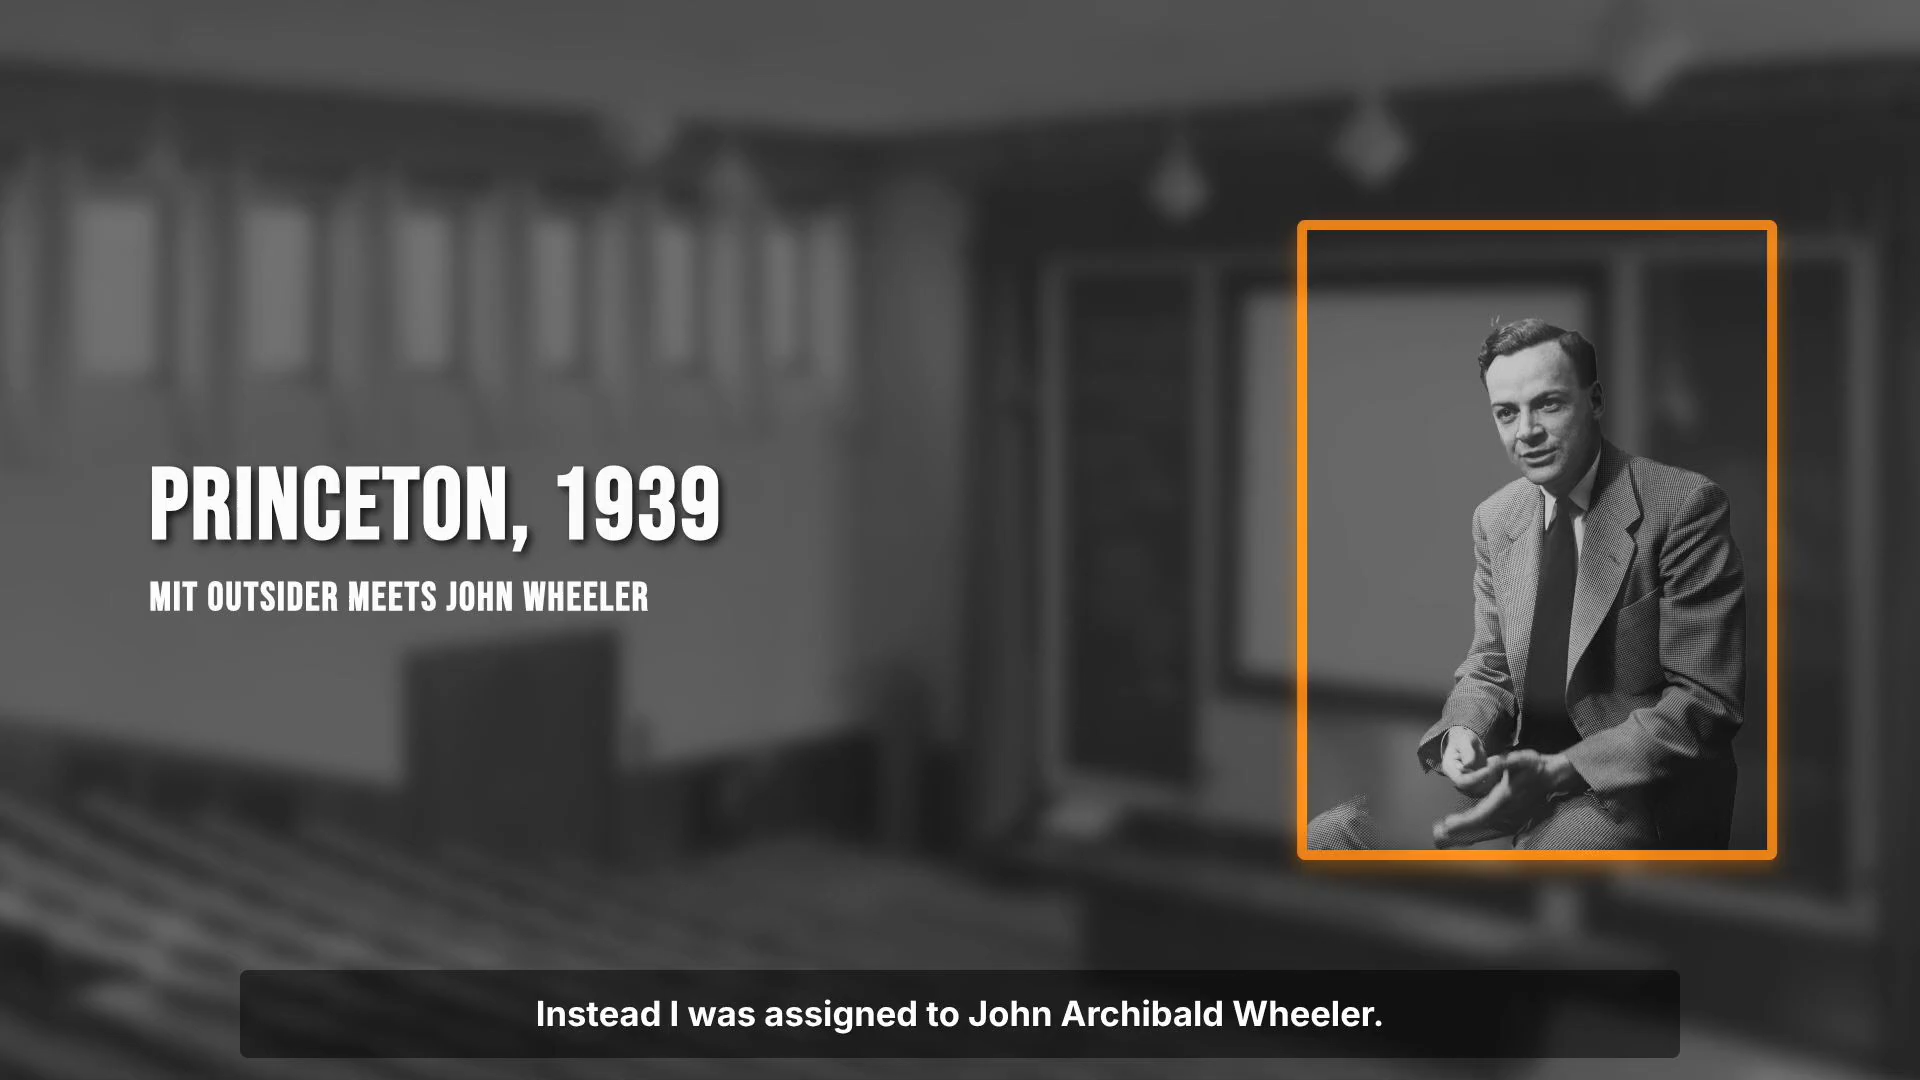 PRINCETON, 1939
MIT OUTSIDER MEETS JOHN WHEELER
Instead I was assigned to John Archibald Wheeler.